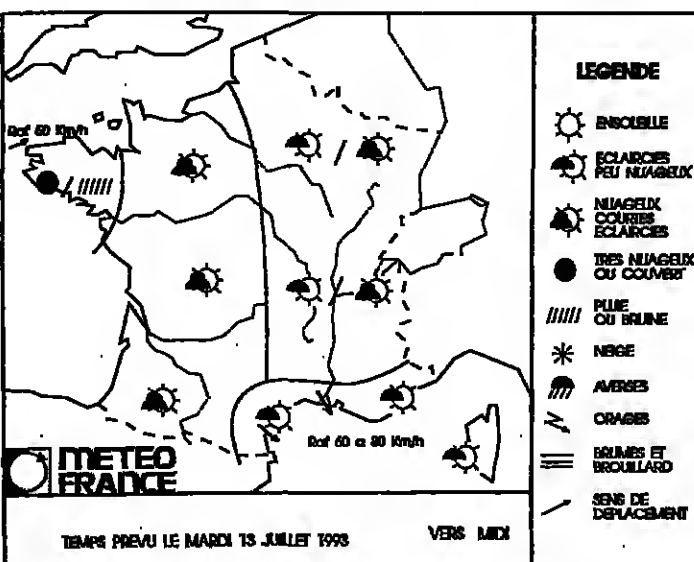 Raf 60 Km/h
Raf 60 a 80 Km/h
METEO
FRANCE
TEMPS PREVU LE MARDI 13 JUILLET 1993
VERS MIDI
LEGENDE
ENSOLEILLE
ECLAIRCIES
PEU NUAGEUX
NUAGEUX
COURTES
ECLAIRCIES
TRES NUAGEUX
OU COUVERT
PLUIE
OU BRUINE
NEIGE
AVERSES
ORAGES
BRUMES ET
BROUILLARD
SENS DE
DEPLACEMENT